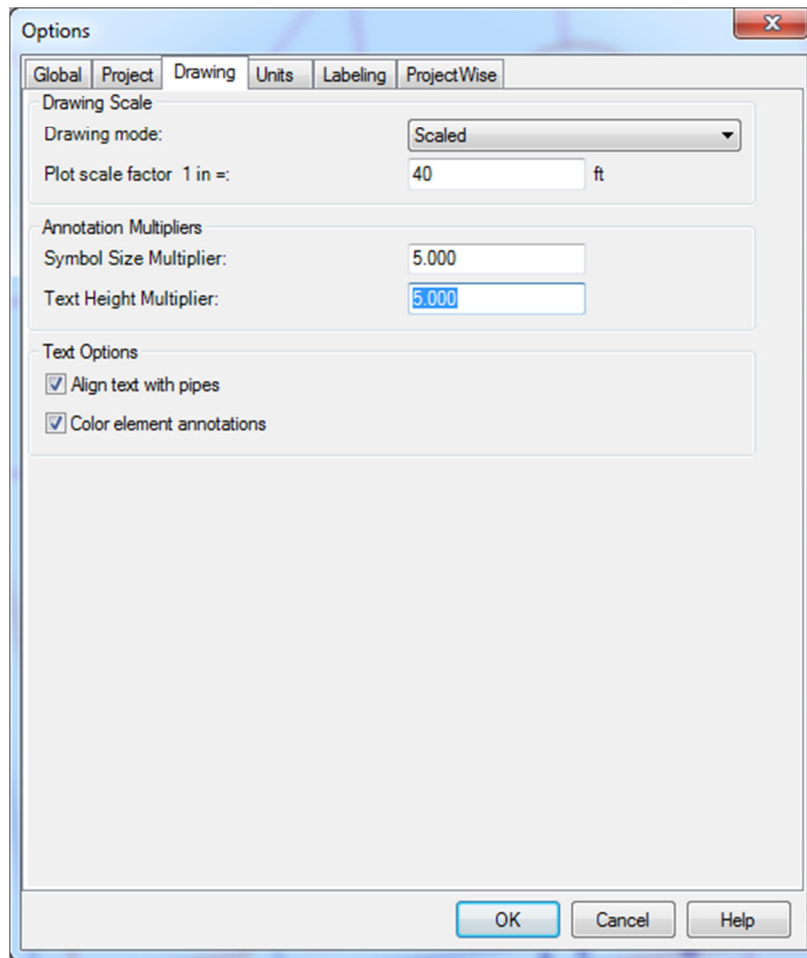 Options
Global Project Drawing Units Labeling ProjectWise
Drawing Scale
Drawing mode: Scaled
Plot scale factor 1 in =: 40 ft
Annotation Multipliers
Symbol Size Multiplier: 5.000
Text Height Multiplier: 5.000
Text Options
Align text with pipes
Color element annotations
OK Cancel Help